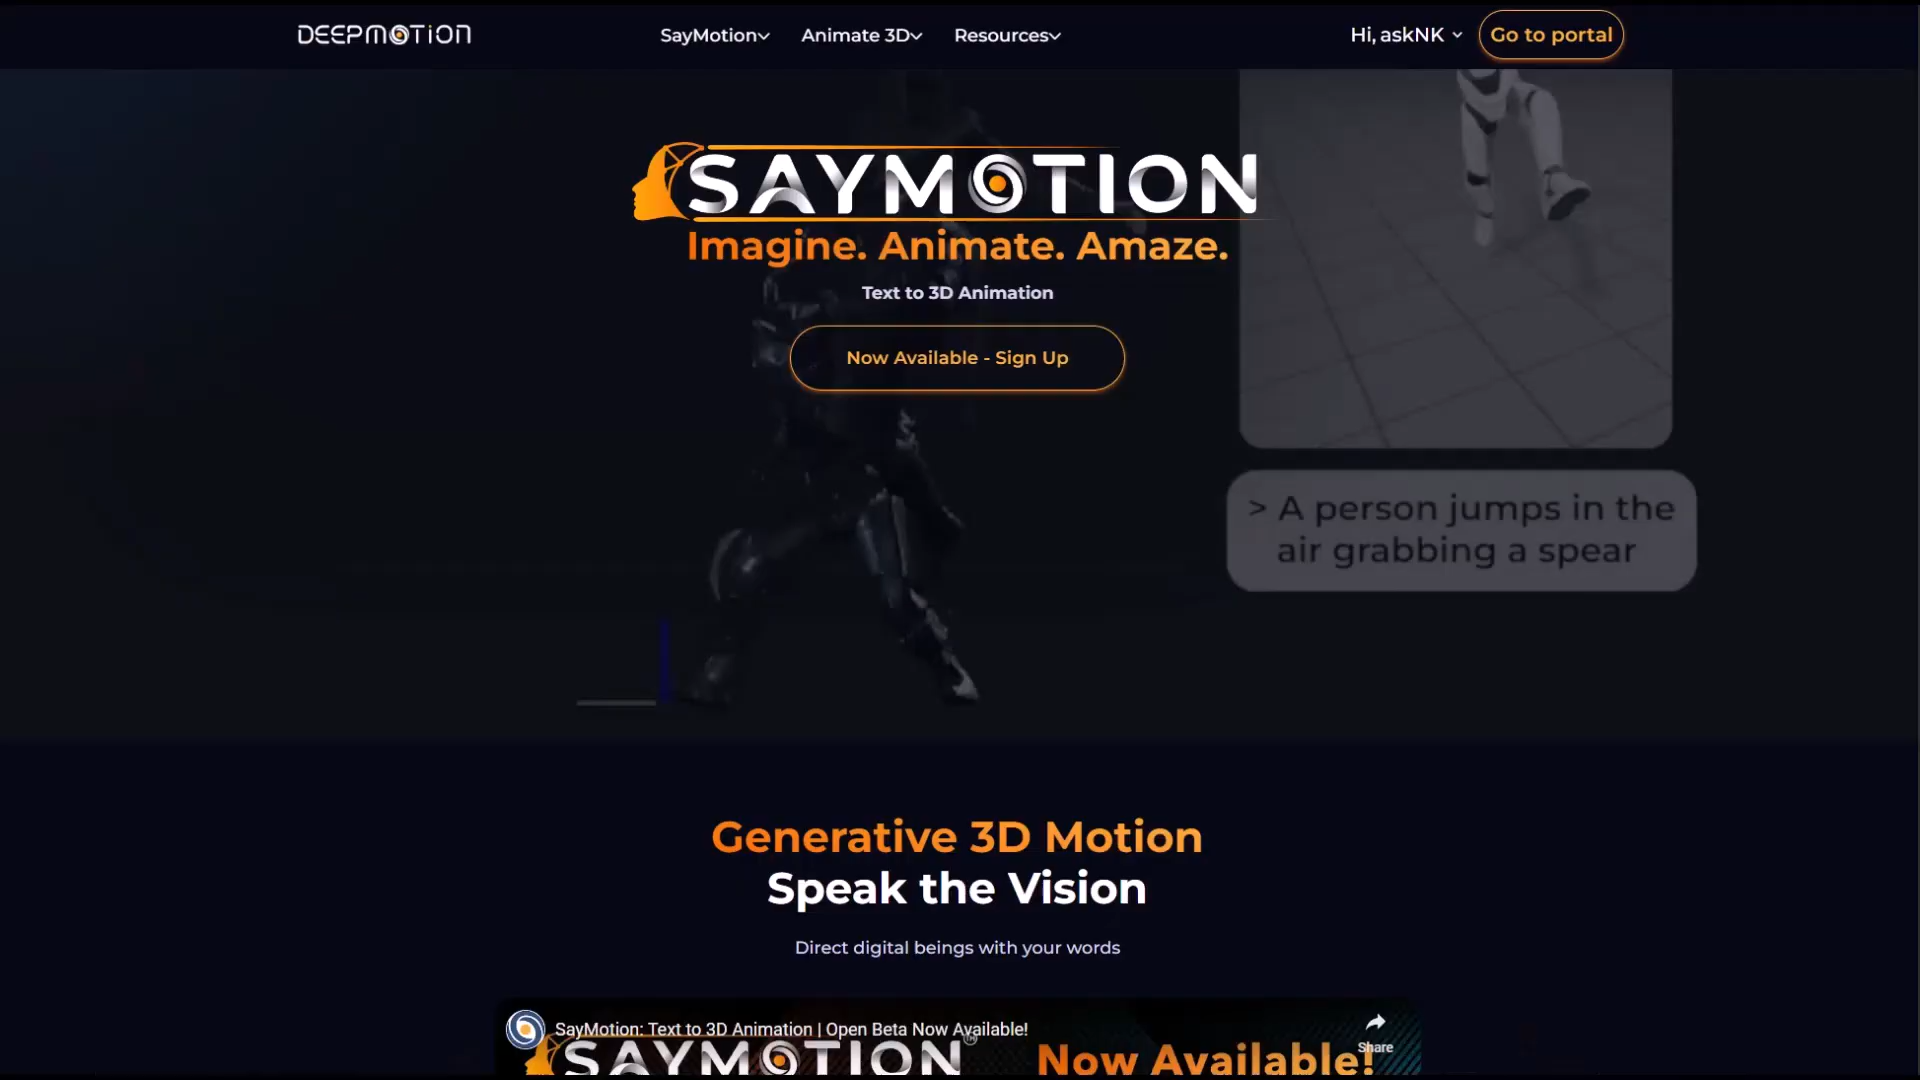 DEEPMOTION
SayMotion
Animate 3D
Resources
Hi, askNK
Go to portal
SAYMOTION
Imagine. Animate. Amaze.
Text to 3D Animation
Now Available - Sign Up
> A person jumps in the
air grabbing a spear
Generative 3D Motion
Speak the Vision
Direct digital beings with your words
SayMotion: Text to 3D Animation | Open Beta Now Available!
Share
SAYMOTION TM
Now Available!